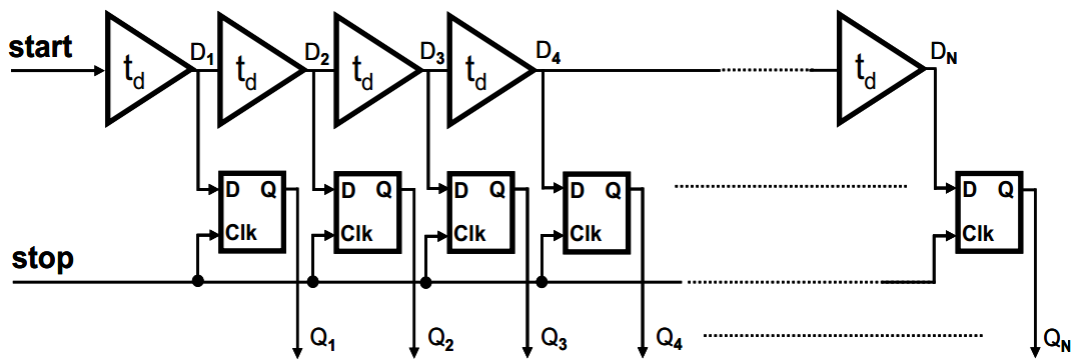 start
t_d D_1 t_d D_2 t_d D_3 t_d D_4 t_d D_N
D Q D Q D Q D Q D Q
Clk Clk Clk Clk Clk
stop
Q_1 Q_2 Q_3 Q_4 Q_N